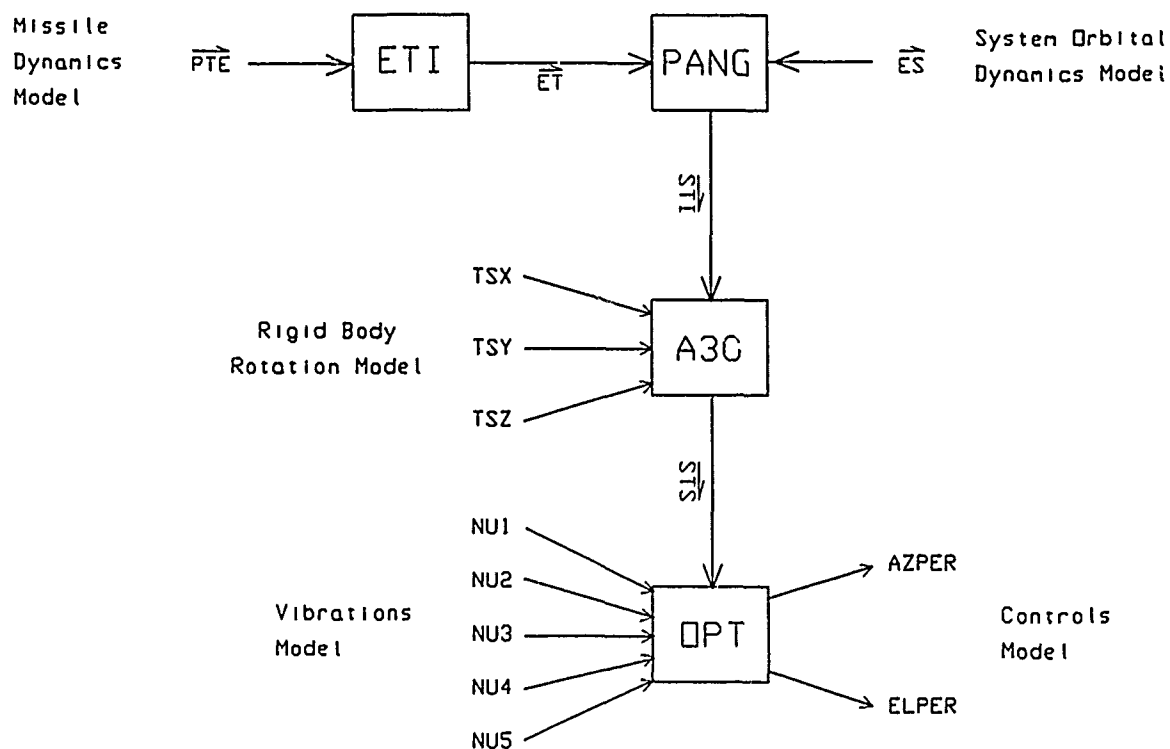 Missile
Dynamics
Model
PTE
ETI
ET
PANG
ES
System Orbital
Dynamics Model
STI
TSX
TSY
TSZ
Rigid Body
Rotation Model
A3C
STS
NU1
NU2
NU3
NU4
NU5
Vibrations
Model
OPT
AZPER
ELPER
Controls
Model